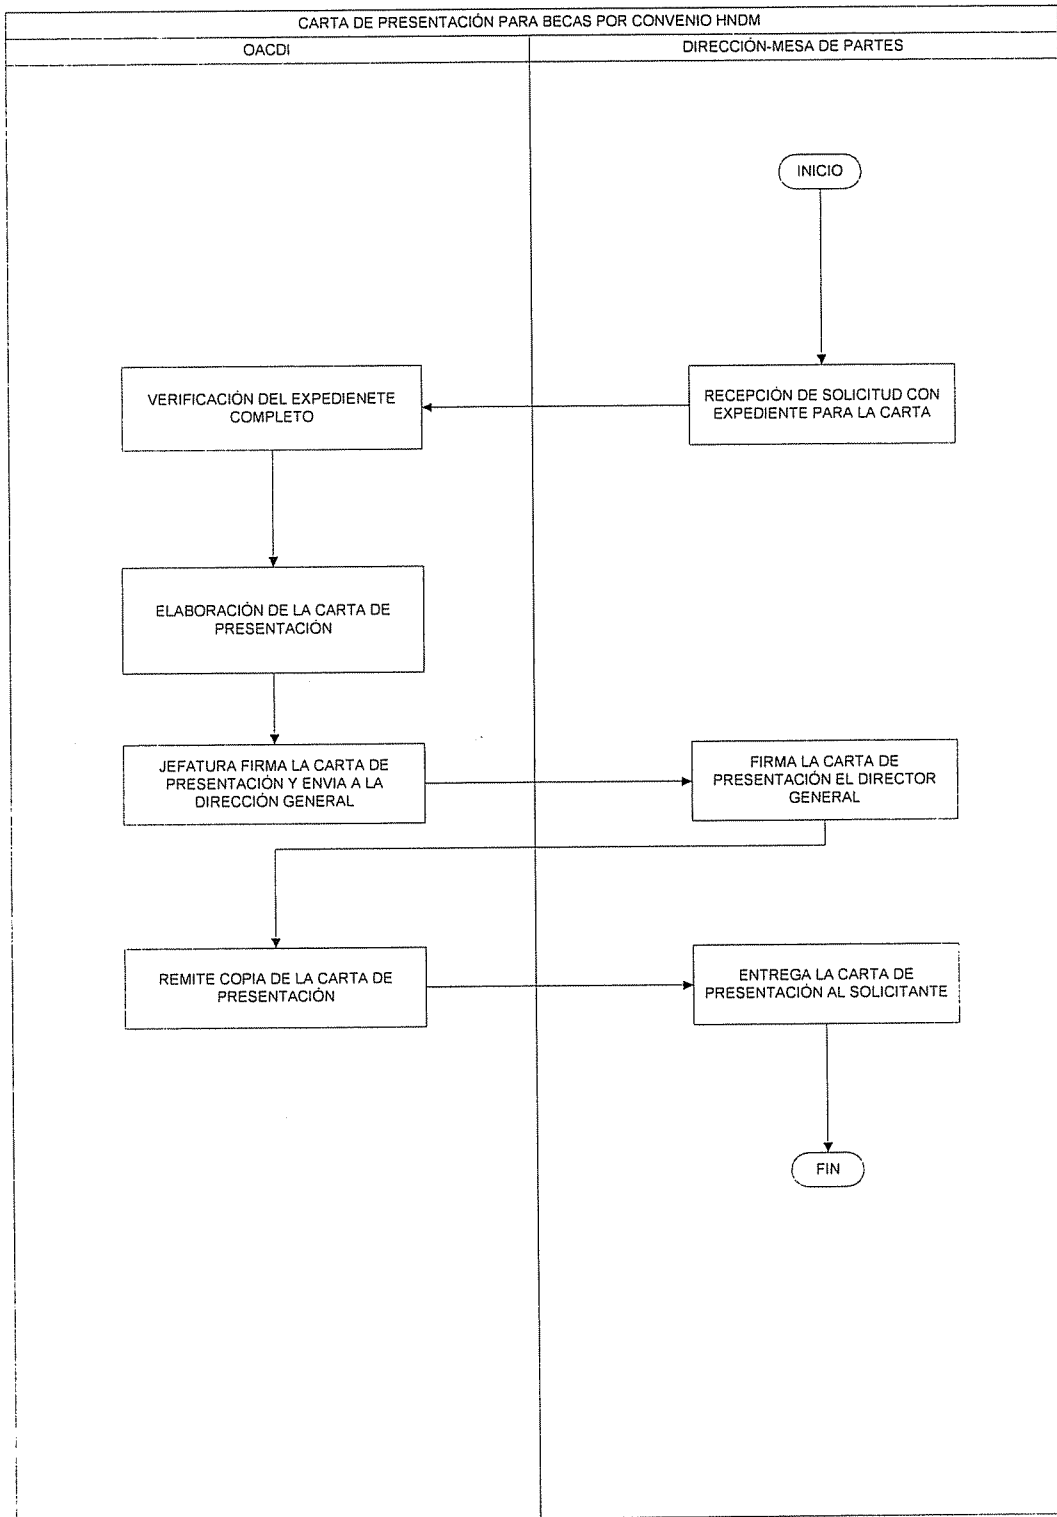 CARTA DE PRESENTACIÓN PARA BECAS POR CONVENIO HNDM
OACDI
DIRECCIÓN-MESA DE PARTES
INICIO
VERIFICACIÓN DEL EXPEDIENETE
COMPLETO
RECEPCIÓN DE SOLICITUD CON
EXPEDIENTE PARA LA CARTA
ELABORACIÓN DE LA CARTA DE
PRESENTACIÓN
JEFATURA FIRMA LA CARTA DE
PRESENTACIÓN Y ENVIA A LA
DIRECCIÓN GENERAL
FIRMA LA CARTA DE
PRESENTACIÓN EL DIRECTOR
GENERAL
REMITE COPIA DE LA CARTA DE
PRESENTACIÓN
ENTREGA LA CARTA DE
PRESENTACIÓN AL SOLICITANTE
FIN